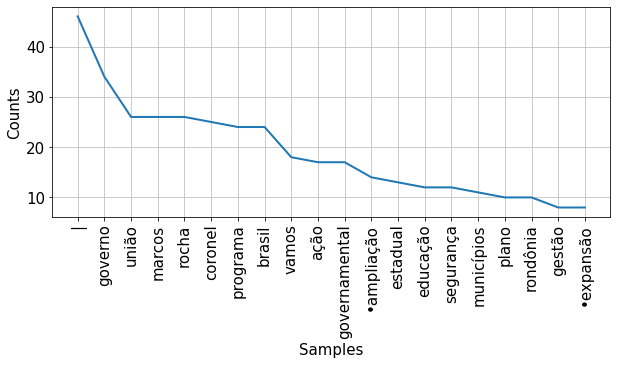 Counts
40
30
20
10
|
governo
união
marcos
rocha
coronel
programa
brasil
vamos
ação
governamental
•ampliação
estadual
educação
segurança
municípios
plano
rondônia
gestão
•expansão
Samples